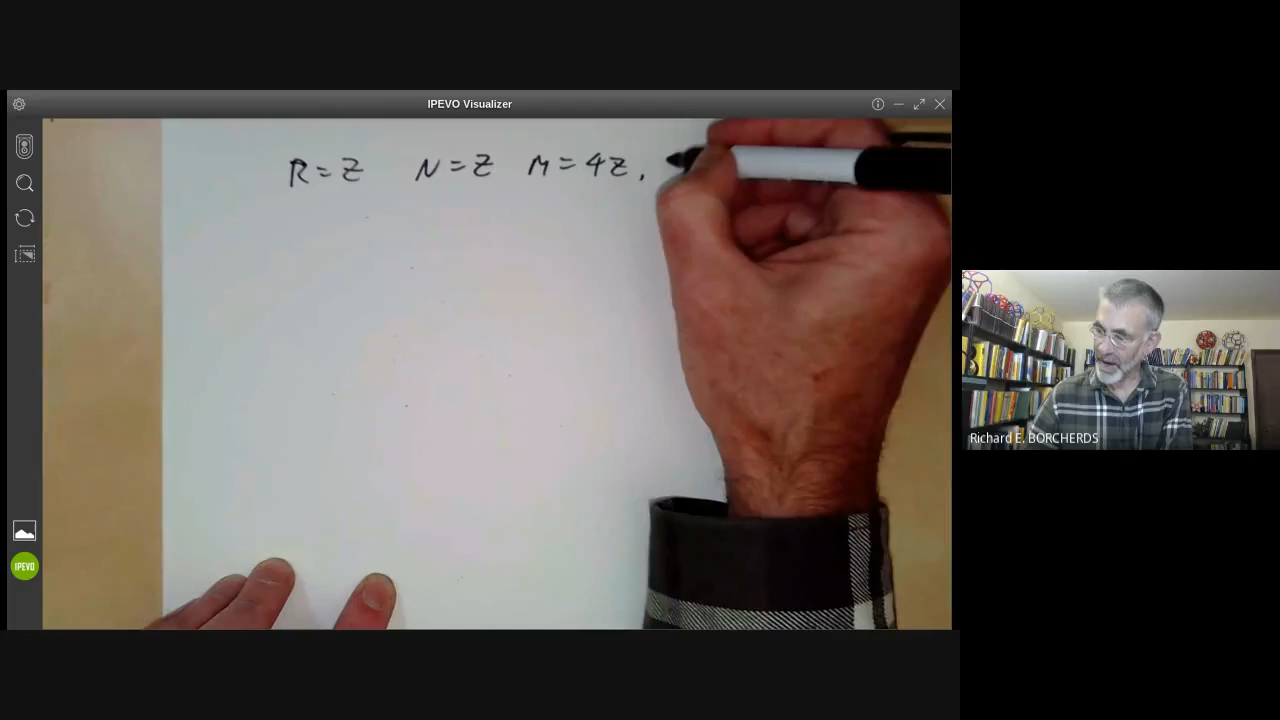 IPEVO Visualizer
R = Z N = Z M = 4Z,
IPEVO
Richard E. BORCHERDS